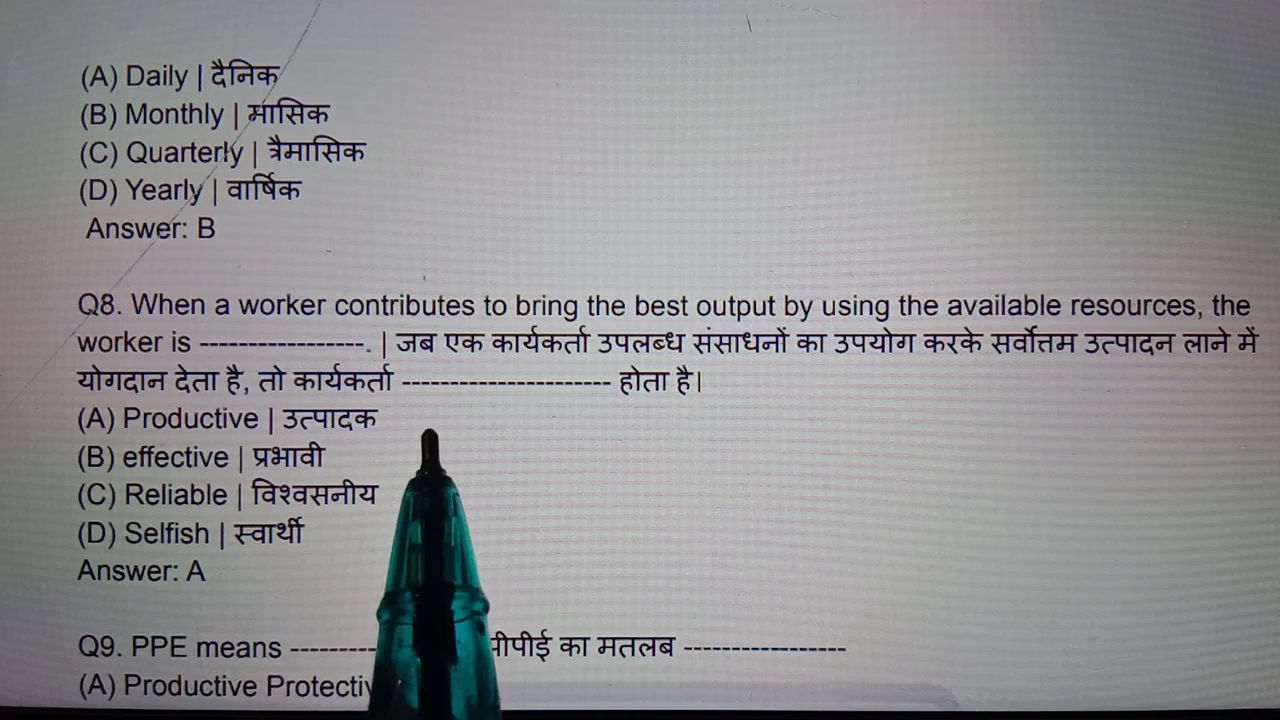 (A) Daily | दैनिक
(B) Monthly | मासिक
(C) Quarterly | त्रैमासिक
(D) Yearly | वार्षिक
Answer: B
Q8. When a worker contributes to bring the best output by using the available resources, the
worker is -----------------. | जब एक कार्यकर्ता उपलब्ध संसाधनों का उपयोग करके सर्वोत्तम उत्पादन लाने में
योगदान देता है, तो कार्यकर्ता ---------------------- होता है।
(A) Productive | उत्पादक
(B) effective | प्रभावी
(C) Reliable | विश्वसनीय
(D) Selfish | स्वार्थी
Answer: A
Q9. PPE means --------- का मतलब -----------------
(A) Productive